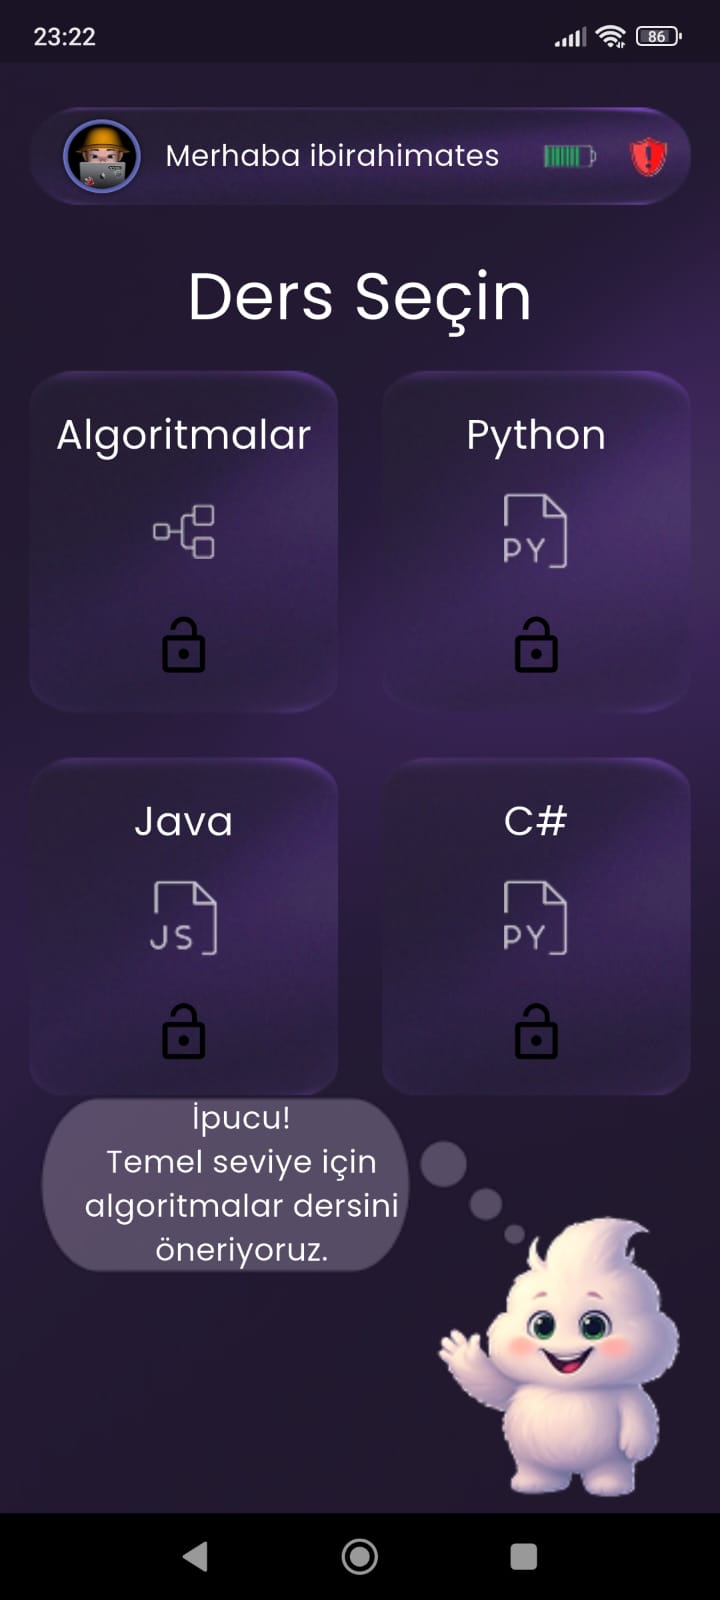 23:22
86
Merhaba ibirahimates
Ders Seçin
Algoritmalar
Python
PY
Java
C#
JS
PY
İpucu!
Temel seviye için
algoritmalar dersini
öneriyoruz.